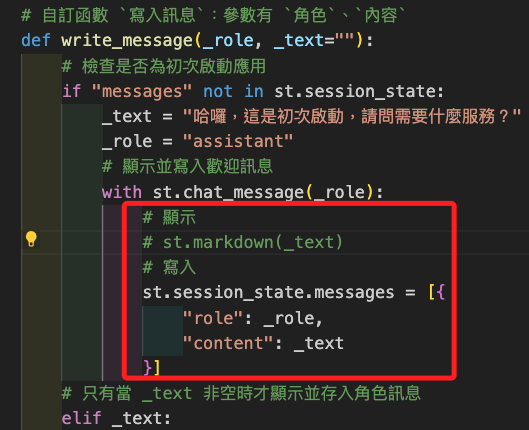 # 自訂函數 `寫入訊息`：參數有 `角色`、`內容`
def write_message(_role, _text=""):
# 檢查是否為初次啟動應用
if "messages" not in st.session_state:
_text = "哈囉，這是初次啟動，請問需要什麼服務？"
_role = "assistant"
# 顯示並寫入歡迎訊息
with st.chat_message(_role):
# 顯示
# st.markdown(_text)
# 寫入
st.session_state.messages = [{
"role": _role,
"content": _text
}]
# 只有當 _text 非空時才顯示並存入角色訊息
elif _text: